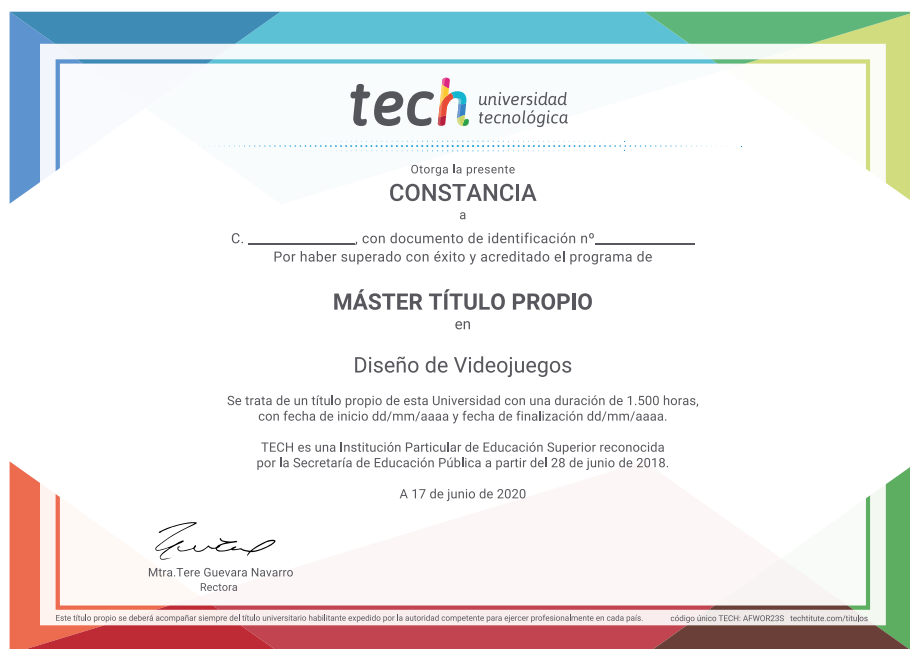 tech universidad
tecnológica
Otorga la presente
CONSTANCIA
a
C. ____________, con documento de identificación nº____________
Por haber superado con éxito y acreditado el programa de
MÁSTER TÍTULO PROPIO
en
Diseño de Videojuegos
Se trata de un título propio de esta Universidad con una duración de 1.500 horas,
con fecha de inicio dd/mm/aaaa y fecha de finalización dd/mm/aaaa.
TECH es una Institución Particular de Educación Superior reconocida
por la Secretaría de Educación Pública a partir del 28 de junio de 2018.
A 17 de junio de 2020
Mtra.Tere Guevara Navarro
Rectora
Este título propio se deberá acompañar siempre del título universitario habilitante expedido por la autoridad competente para ejercer profesionalmente en cada país. código único TECH: AFWOR23S techtitute.com/titulos